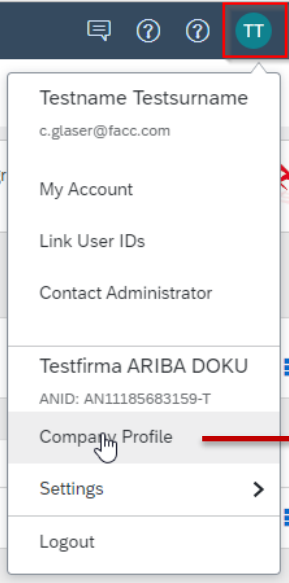 TT
Testname Testsurname
c.glaser@facc.com
My Account
Link User IDs
Contact Administrator
Testfirma ARIBA DOKU
ANID: AN11185683159-T
Company Profile
Settings
Logout